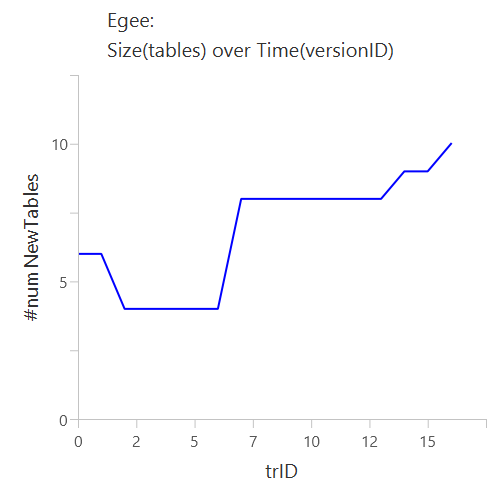 Egee:
Size(tables) over Time(versionID)
#num NewTables
10
5
0
0 2 5 7 10 12 15
trID